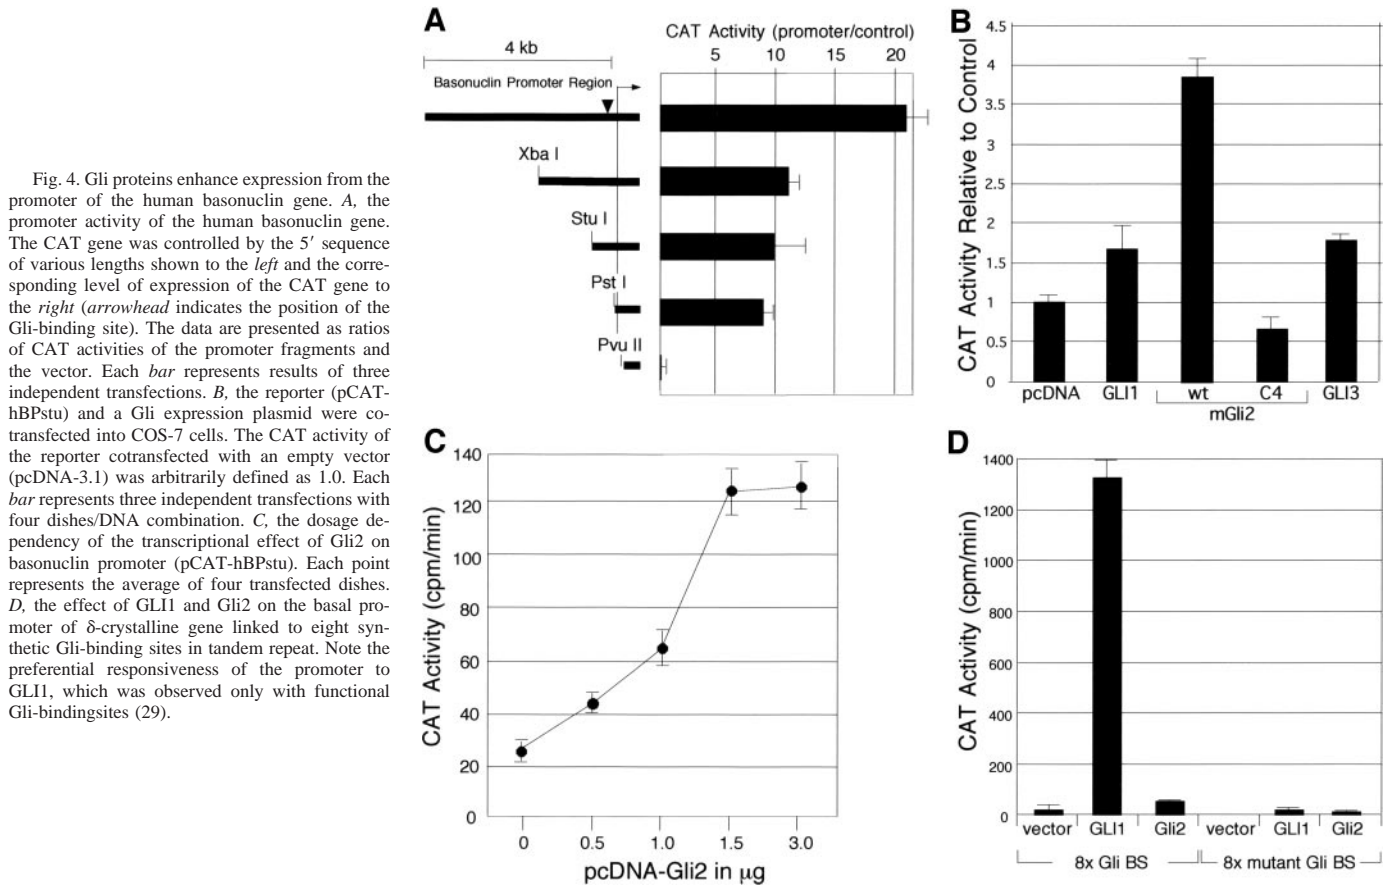 Fig. 4. Gli proteins enhance expression from the
promoter of the human basonuclin gene. A, the
promoter activity of the human basonuclin gene.
The CAT gene was controlled by the 5′ sequence
of various lengths shown to the left and the corre-
sponding level of expression of the CAT gene to
the right (arrowhead indicates the position of the
Gli-binding site). The data are presented as ratios
of CAT activities of the promoter fragments and
the vector. Each bar represents results of three
independent transfections. B, the reporter (pCAT-
hBPstu) and a Gli expression plasmid were co-
transfected into COS-7 cells. The CAT activity of
the reporter cotransfected with an empty vector
(pcDNA-3.1) was arbitrarily defined as 1.0. Each
bar represents three independent transfections with
four dishes/DNA combination. C, the dosage de-
pendency of the transcriptional effect of Gli2 on
basonuclin promoter (pCAT-hBPstu). Each point
represents the average of four transfected dishes.
D, the effect of GLI1 and Gli2 on the basal pro-
moter of δ-crystalline gene linked to eight syn-
thetic Gli-binding sites in tandem repeat. Note the
preferential responsiveness of the promoter to
GLI1, which was observed only with functional
Gli-bindingsites (29).
A
CAT Activity (promoter/control)
4 kb
5 10 15 20
Basonuclin Promoter Region
Xba I
Stu I
Pst I
Pvu II
B
CAT Activity Relative to Control
4.5
4
3.5
3
2.5
2
1.5
1
0.5
0
pcDNA GLI1 wt C4 GLI3
mGli2
C
CAT Activity (cpm/min)
140
120
100
80
60
40
20
0
0 0.5 1.0 1.5 3.0
pcDNA-Gli2 in μg
D
CAT Activity (cpm/min)
1400
1200
1000
800
600
400
200
0
vector GLI1 Gli2 vector GLI1 Gli2
8x Gli BS 8x mutant Gli BS